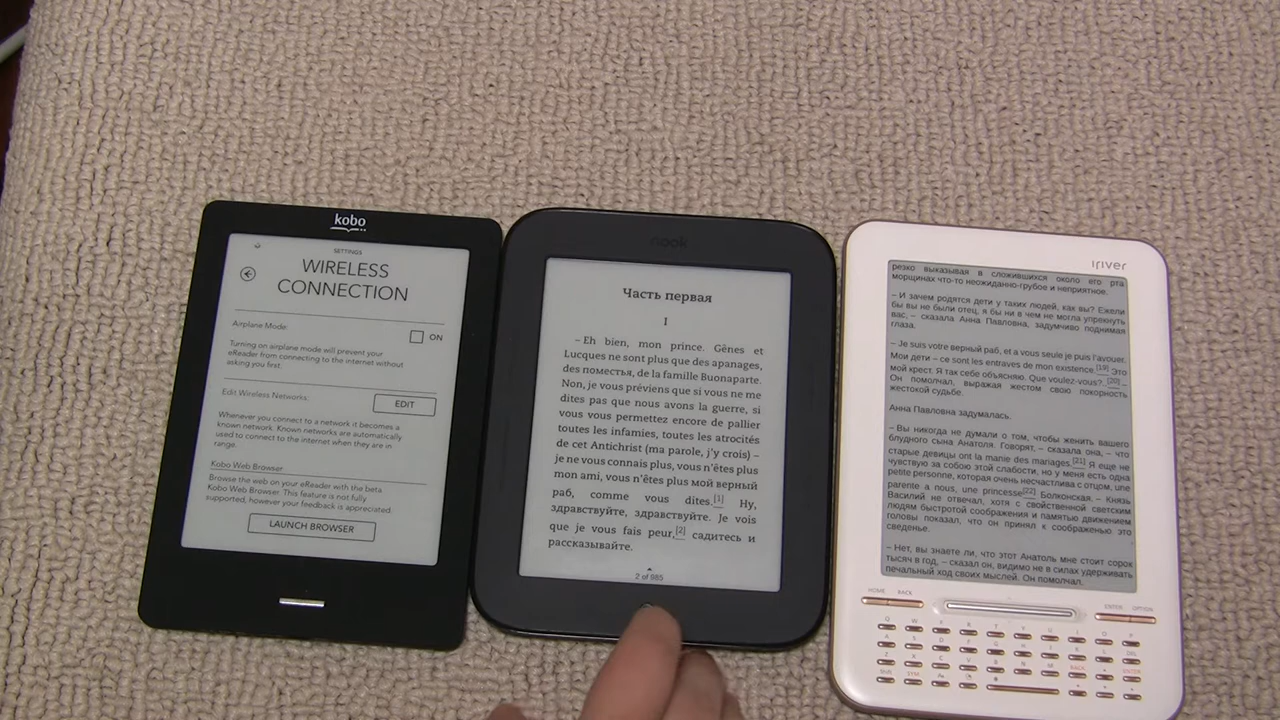 kobo
SETTINGS
WIRELESS
CONNECTION
Airplane Mode:
ON
Turning on airplane mode will prevent your
eReader from connecting to the internet without
asking you first
Edit Wireless Networks
EDIT
Whenever you connect to a network it becomes a
known network. Known networks are automatically
used to connect to the internet when they are in
range.
Kobo Web Browser
Browse the web on your eReader with the beta
Kobo Web Browser. This feature is not fully
supported, however your feedback is appreciated.
LAUNCH BROWSER
nook
Часть первая
I
– Eh bien, mon prince. Gênes et
Lucques ne sont plus que des apanages,
des поместья, de la famille Buonaparte.
Non, je vous préviens que si vous ne me
dites pas que nous avons la guerre, si
vous vous permettez encore de pallier
toutes les infamies, toutes les atrocités
de cet Antichrist (ma parole, j'y crois) –
je ne vous connais plus, vous n'êtes plus
mon ami, vous n'êtes plus мой верный
раб, comme vous dites.[1] Ну,
здравствуйте, здравствуйте. Je vois
que je vous fais peur,[2] садитесь и
рассказывайте.
2 of 985
iriver
резко выказывая в сложившихся около его рта
морщинах что-то неожиданно-грубое и неприятное.
– И зачем родятся дети у таких людей, как вы? Ежели
бы вы не были отец, я бы ни в чем не могла упрекнуть
вас, – сказала Анна Павловна, задумчиво поднимая
глаза.
– Je suis votre верный раб, et a vous seule je puis l'avouer.
Мои дети – ce sont les entraves de mon existence.[19] Это
мой крест. Я так себе объясняю. Que voulez-vous?..[20] –
Он помолчал, выражая жестом свою покорность
жестокой судьбе.
Анна Павловна задумалась.
– Вы никогда не думали о том, чтобы женить вашего
блудного сына Анатоля. Говорят, – сказала она, – что
старые девицы ont la manie des mariages.[21] Я еще не
чувствую за собою этой слабости, но у меня есть одна
petite personne, которая очень несчастлива с отцом, une
parente a nous, une princesse[22] Болконская. – Князь
Василий не отвечал, хотя с свойственной светским
людям быстротой соображения и памятью движением
головы показал, что он принял к соображенью это
сведенье.
– Нет, вы знаете ли, что этот Анатоль мне стоит сорок
тысяч в год, – сказал он, видимо не в силах удерживать
печальный ход своих мыслей. Он помолчал.
HOME BACK
ENTER OPTION